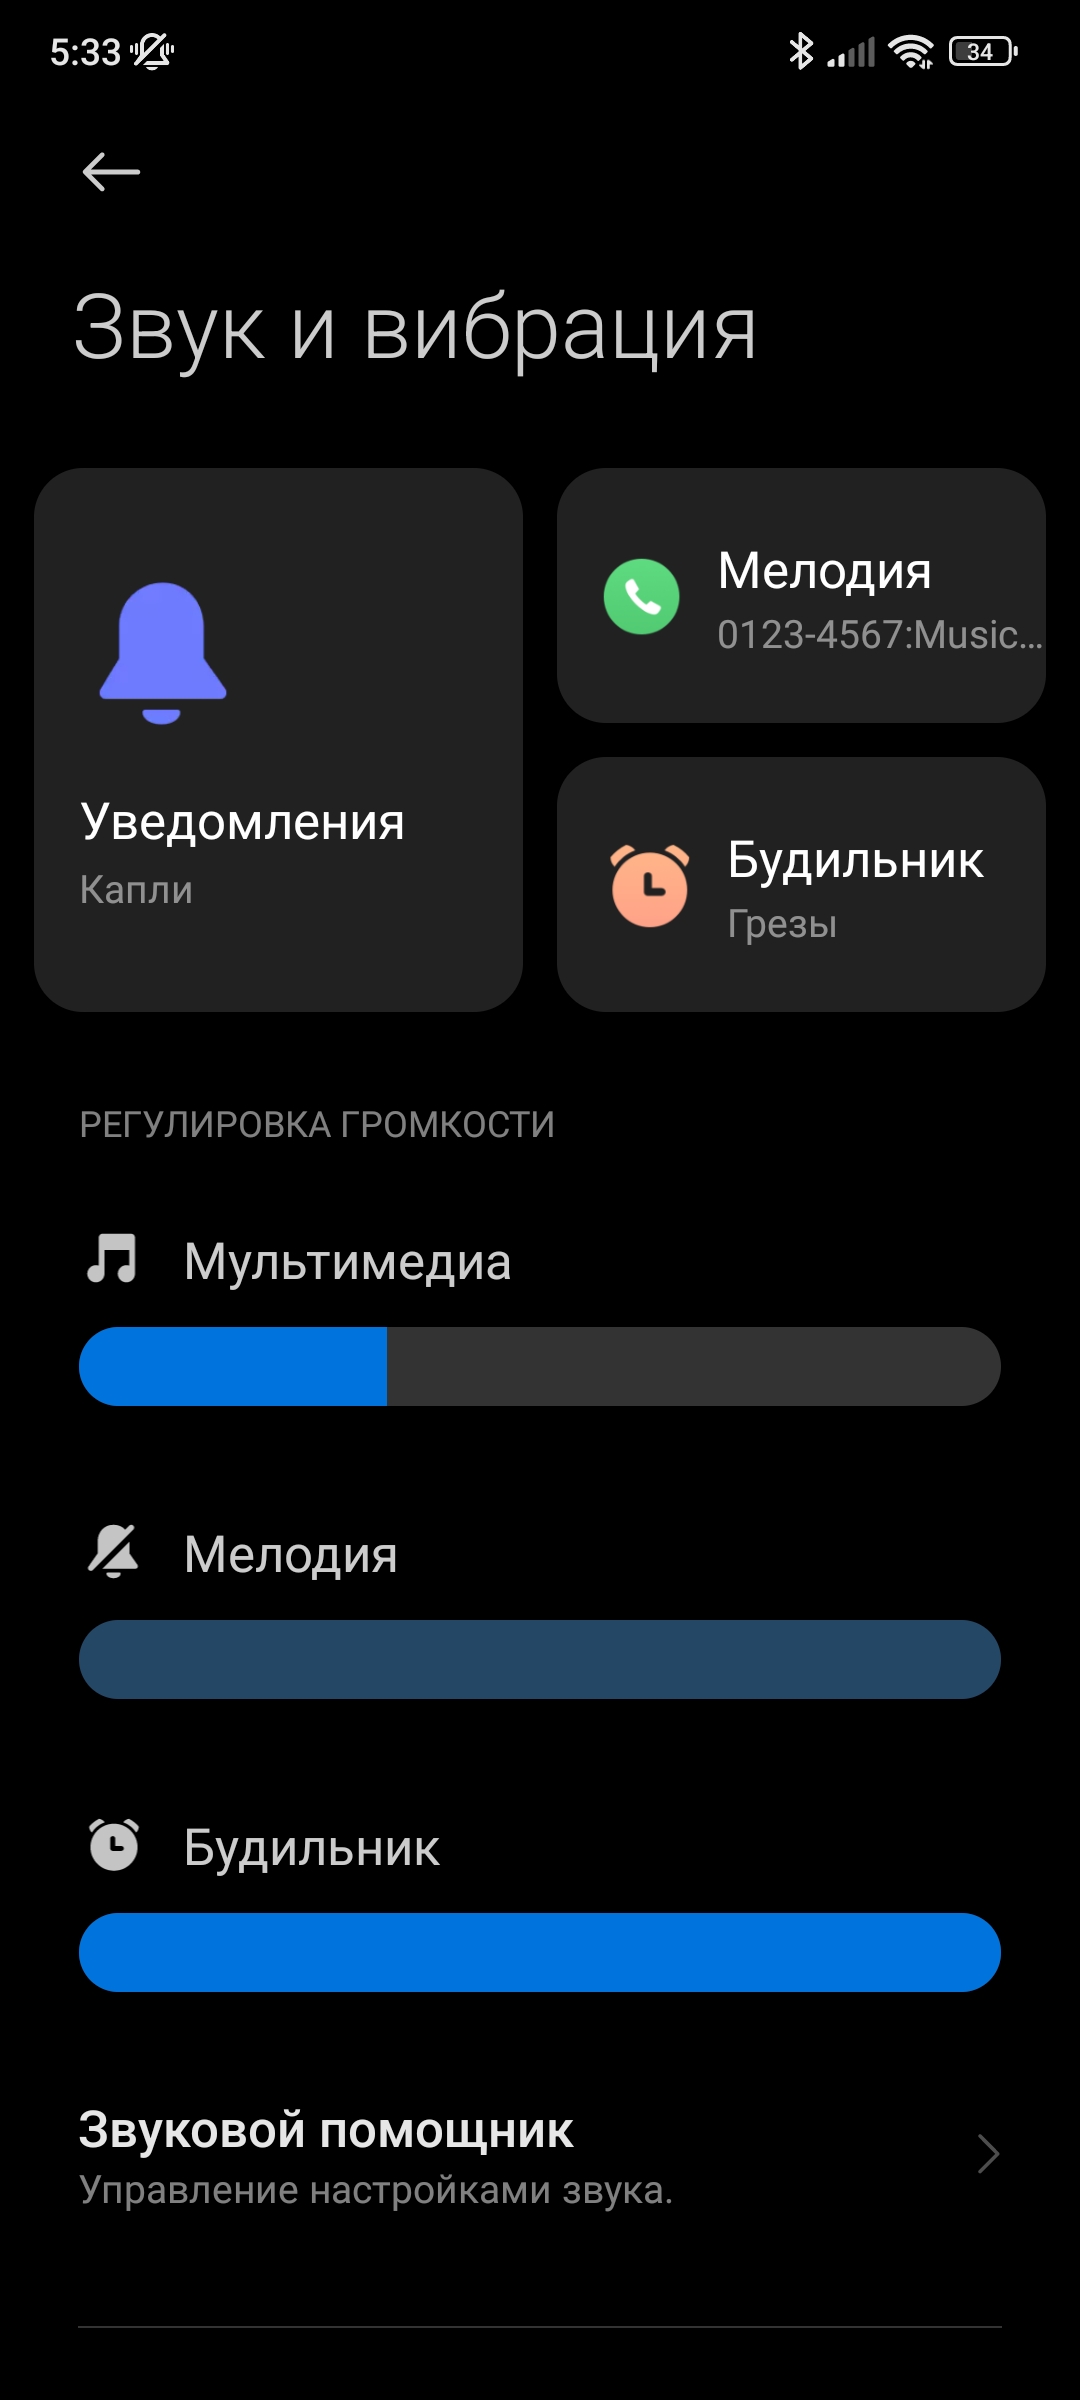 5:33
34
Звук и вибрация
Уведомления
Капли
Мелодия
0123-4567:Music...
Будильник
Грезы
РЕГУЛИРОВКА ГРОМКОСТИ
Мультимедиа
Мелодия
Будильник
Звуковой помощник
Управление настройками звука.